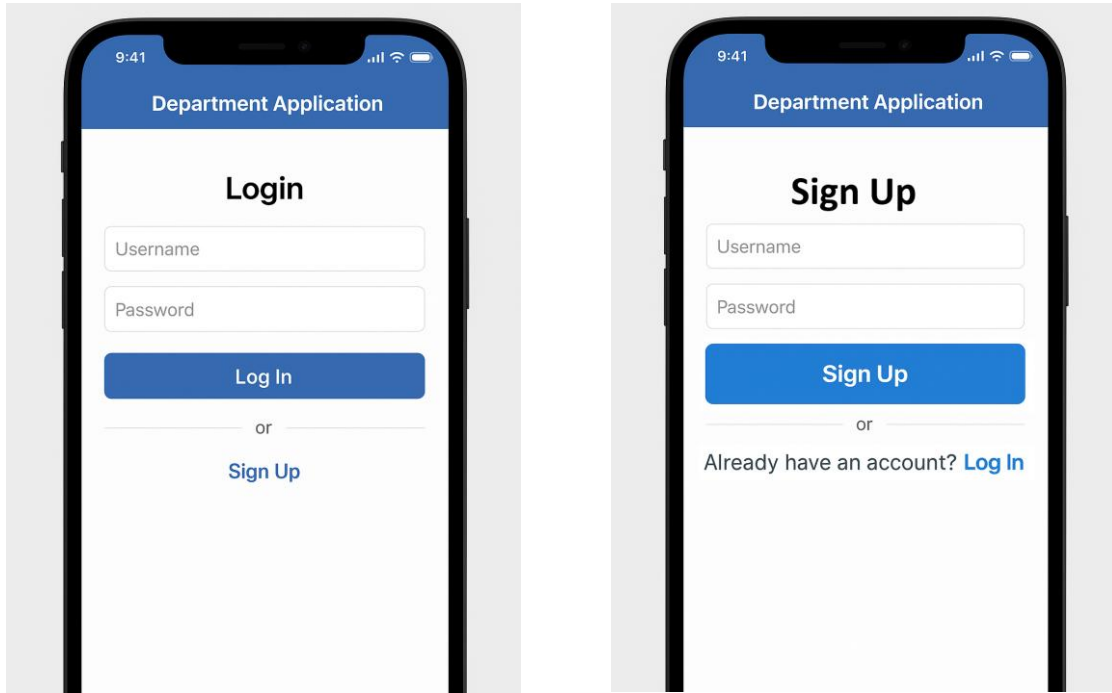 9:41
Department Application
Login
Username
Password
Log In
or
Sign Up
9:41
Department Application
Sign Up
Username
Password
Sign Up
or
Already have an account? Log In